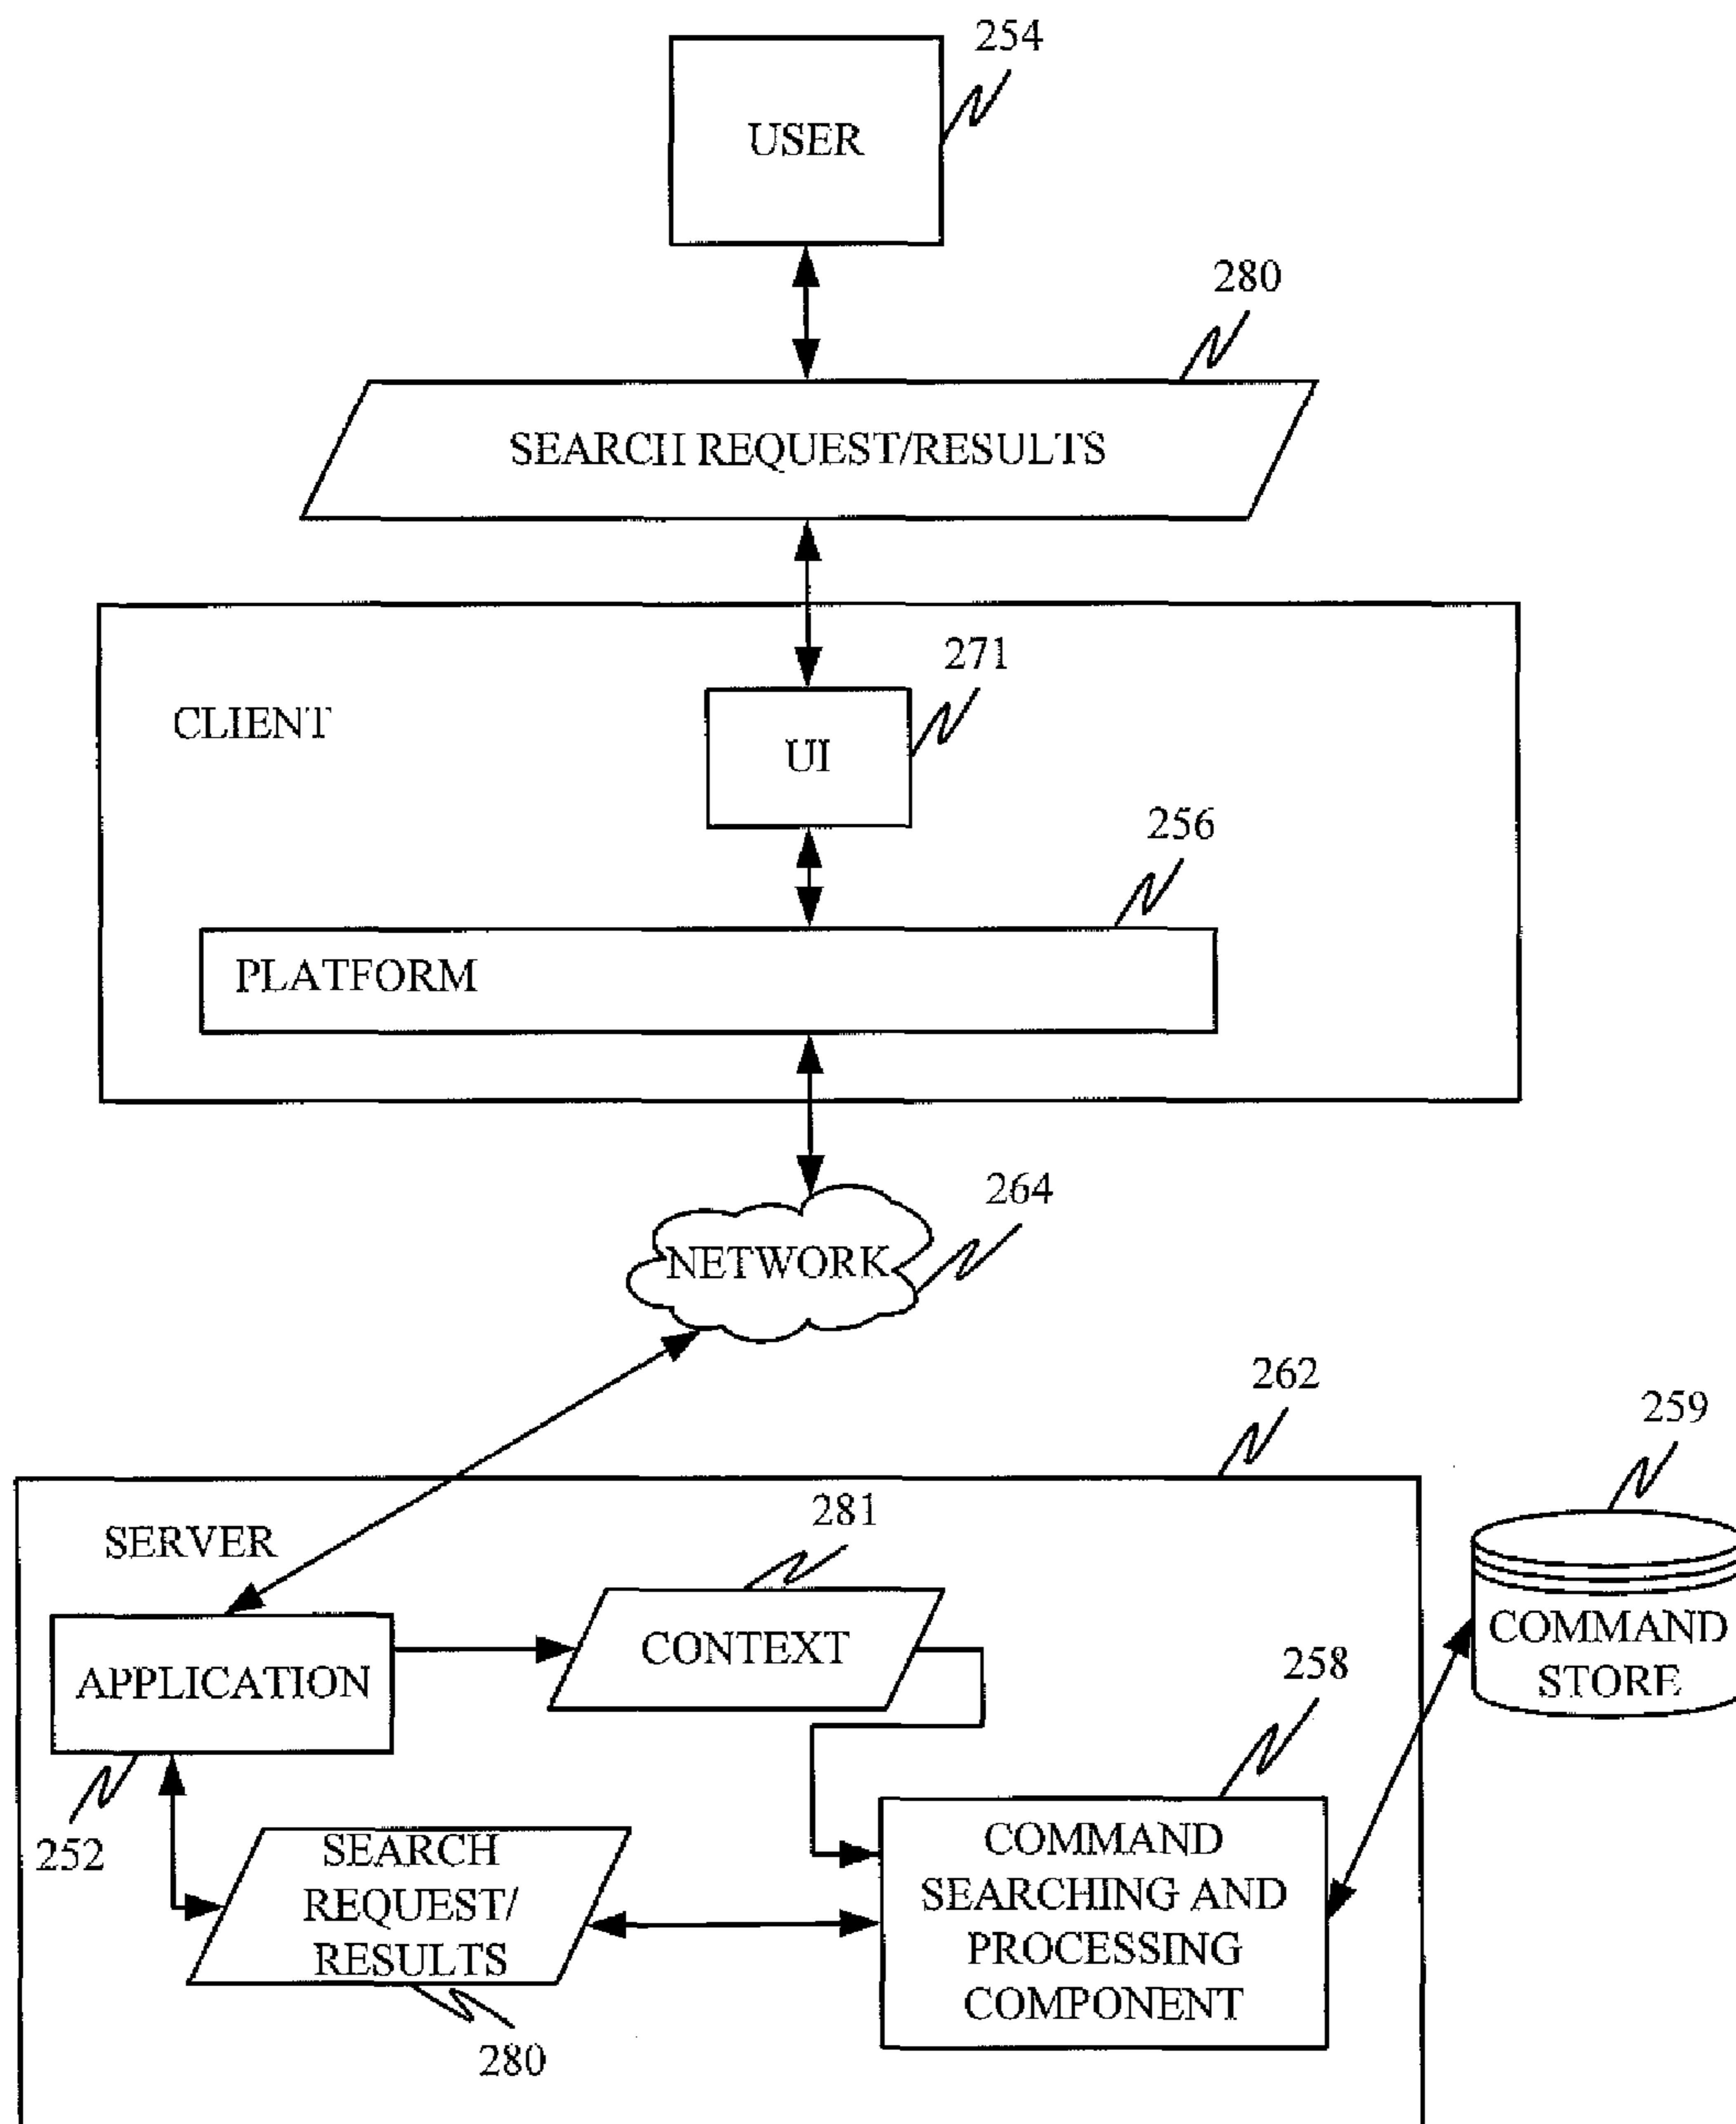 254
USER
280
SEARCH REQUEST/RESULTS
271
CLIENT
UI
256
PLATFORM
264
NETWORK
262
259
281
SERVER
COMMAND
STORE
CONTEXT
258
APPLICATION
252
SEARCH
REQUEST/
RESULTS
COMMAND
SEARCHING AND
PROCESSING
COMPONENT
280